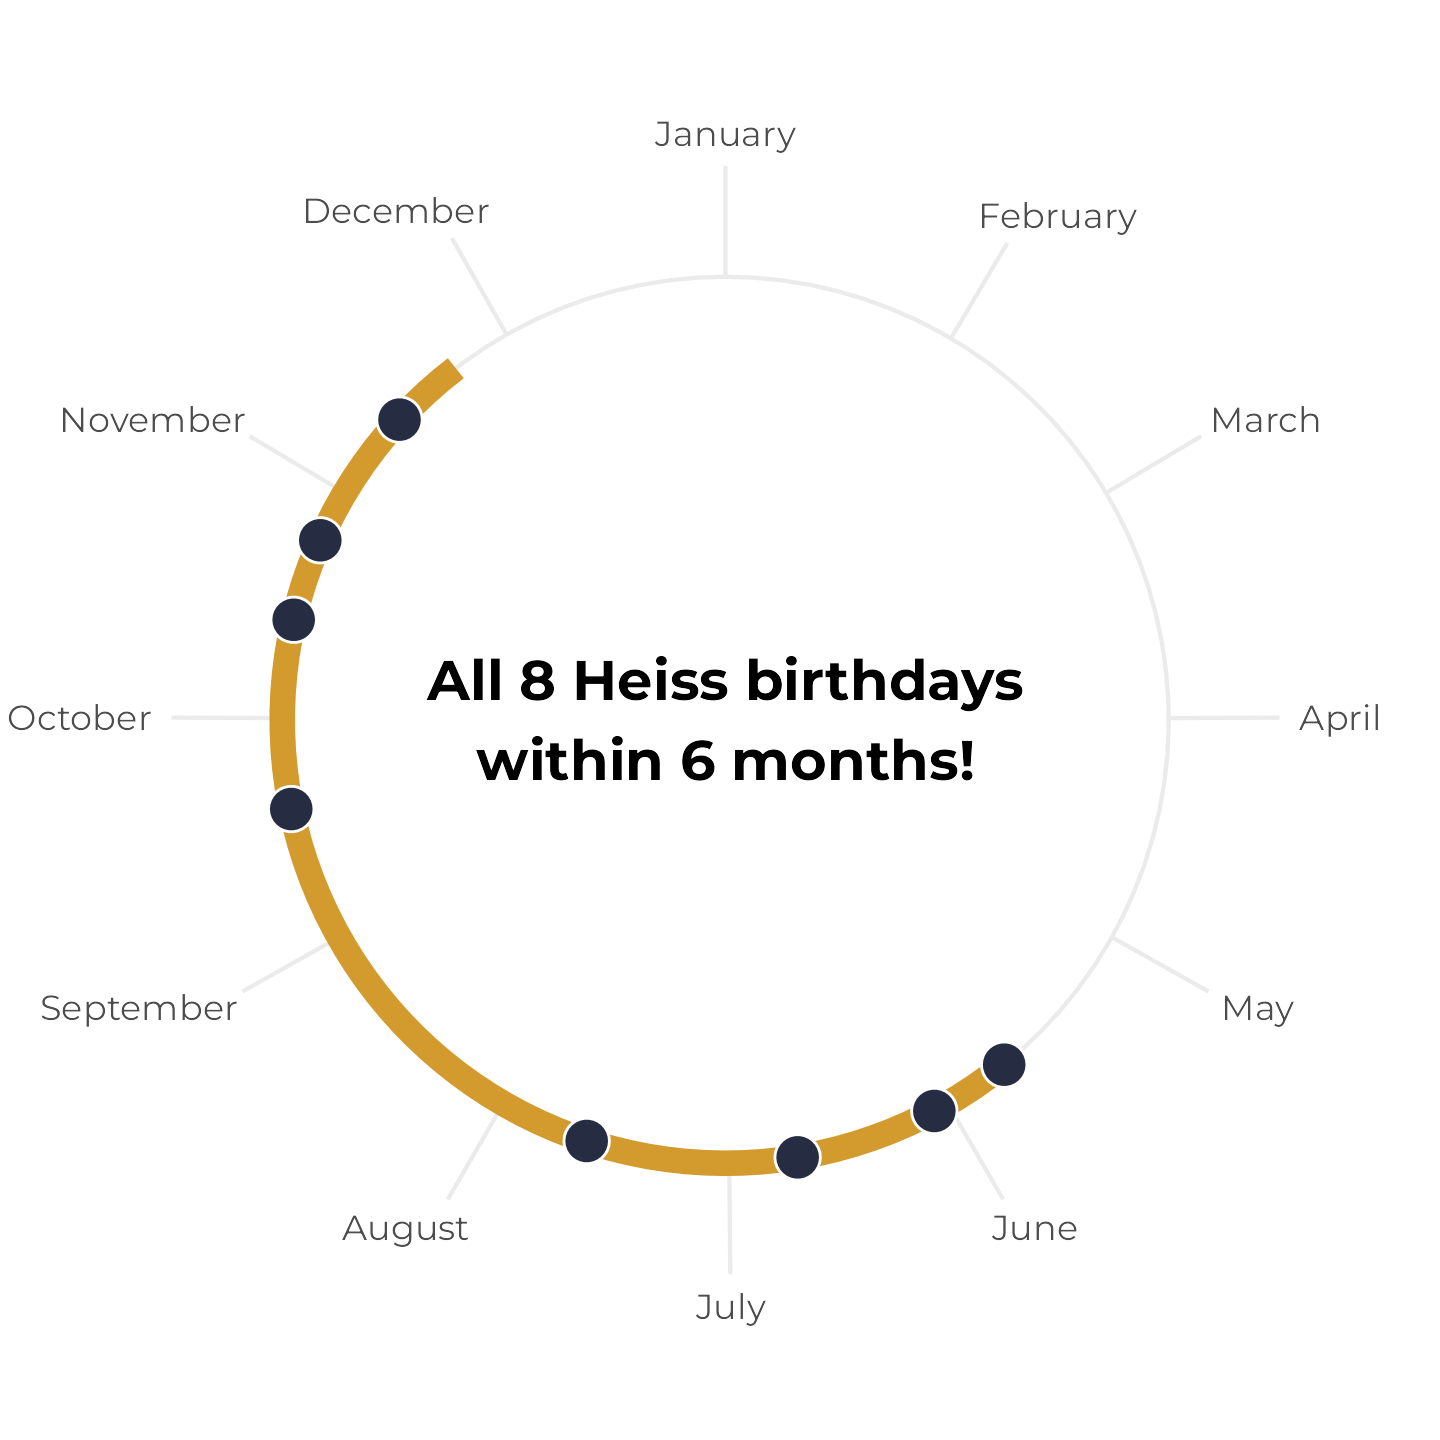 January
December
February
November
March
All 8 Heiss birthdays
within 6 months!
October
April
September
May
August
June
July